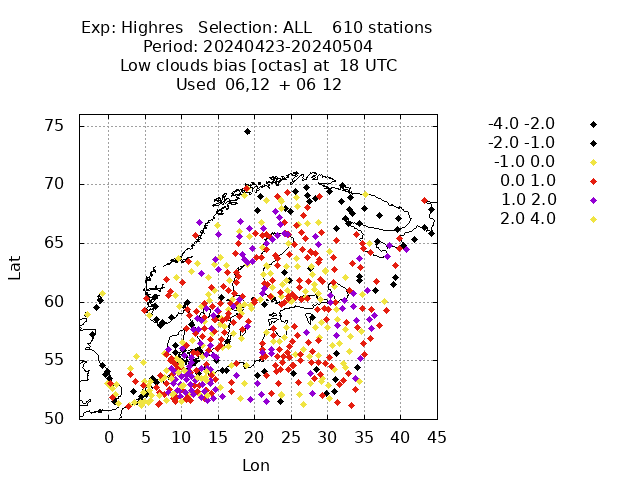 Exp: Highres   Selection: ALL    610 stations
Period: 20240423-20240504
Low clouds bias [octas] at  18 UTC
Used  06,12  + 06 12
-4.0 -2.0
-2.0 -1.0
-1.0 0.0
0.0 1.0
1.0 2.0
2.0 4.0
75
70
65
60
55
50
Lat
0 5 10 15 20 25 30 35 40 45
Lon